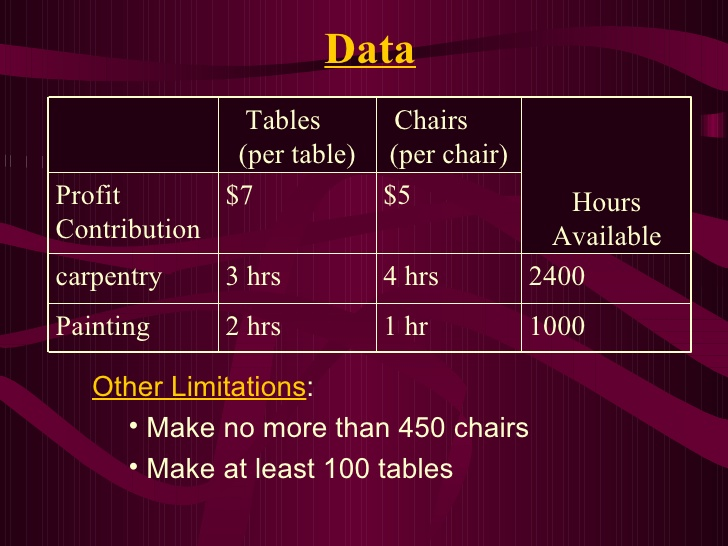 Data
Tables Chairs
(per table) (per chair)
Profit $7 $5 Hours
Contribution Available
carpentry 3 hrs 4 hrs 2400
Painting 2 hrs 1 hr 1000
Other Limitations:
• Make no more than 450 chairs
• Make at least 100 tables